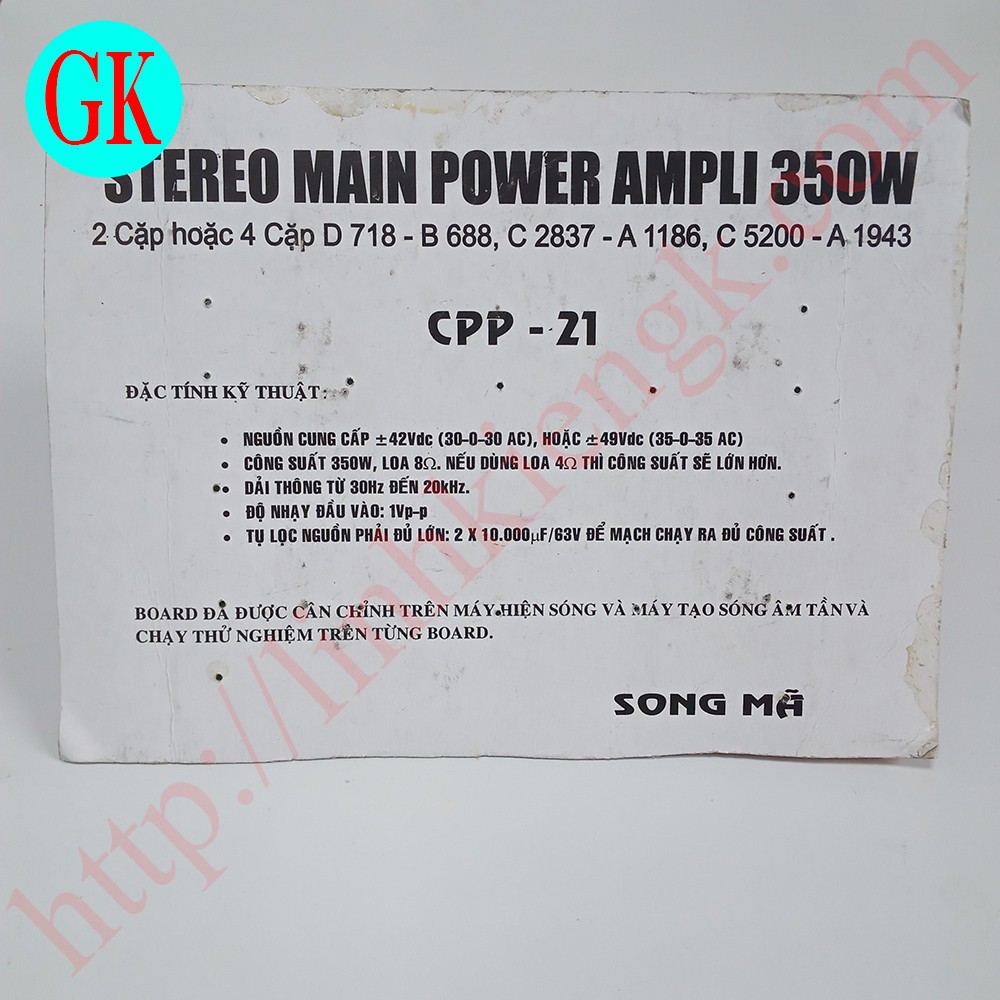 GK
STEREO MAIN POWER AMPLI 350W
2 Cặp hoặc 4 Cặp D 718 - B 688, C 2837 - A 1186, C 5200 - A 1943
CPP - 21
ĐẶC TÍNH KỸ THUẬT:
• NGUỒN CUNG CẤP ±42Vdc (30-0-30 AC), HOẶC ±49Vdc (35-0-35 AC)
• CÔNG SUẤT 350W, LOA 8Ω. NẾU DÙNG LOA 4Ω THÌ CÔNG SUẤT SẼ LỚN HƠN.
• DẢI THÔNG TỪ 30Hz ĐẾN 20kHz.
• ĐỘ NHẠY ĐẦU VÀO: 1Vp-p
• TỤ LỌC NGUỒN PHẢI ĐỦ LỚN: 2 X 10.000µF/63V ĐỂ MẠCH CHẠY RA ĐỦ CÔNG SUẤT .
BOARD ĐÃ ĐƯỢC CÂN CHỈNH TRÊN MÁY HIỆN SÓNG VÀ MÁY TẠO SÓNG ÂM TẦN VÀ
CHẠY THỬ NGHIỆM TRÊN TỪNG BOARD.
SONG MÃ
http://linhkiengk.com